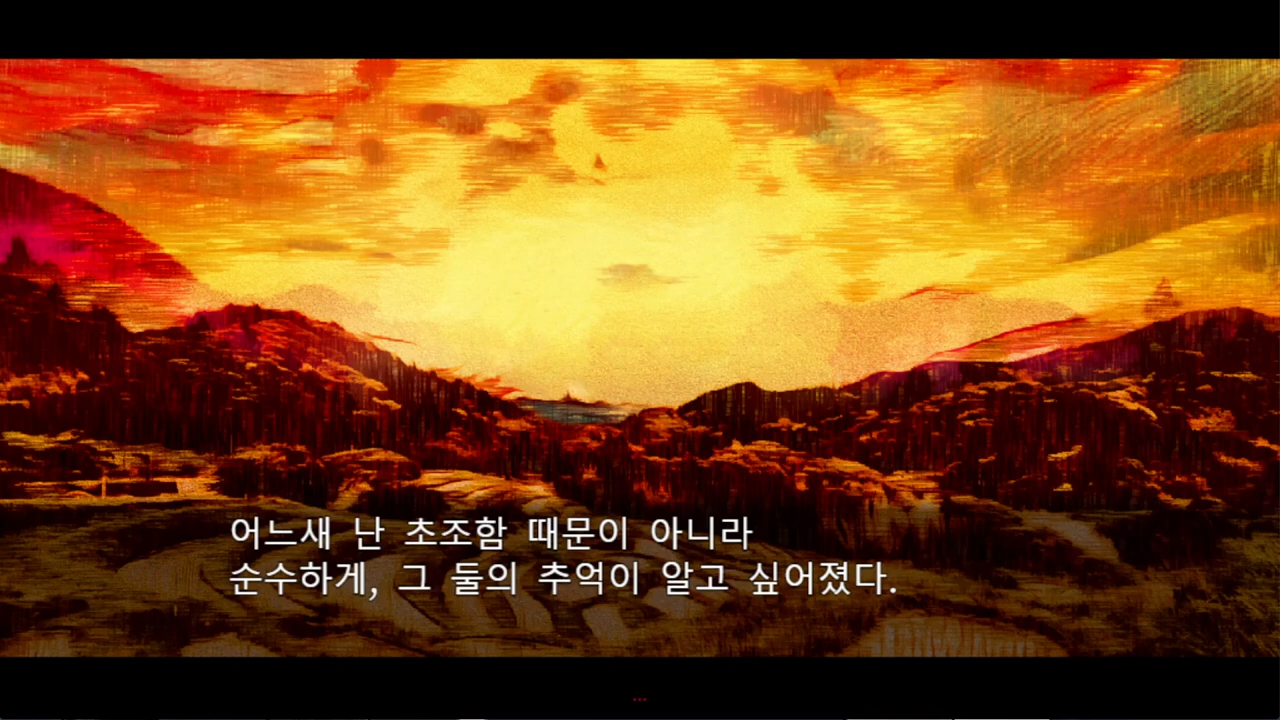 어느새 난 초조함 때문이 아니라
순수하게, 그 둘의 추억이 알고 싶어졌다.
...